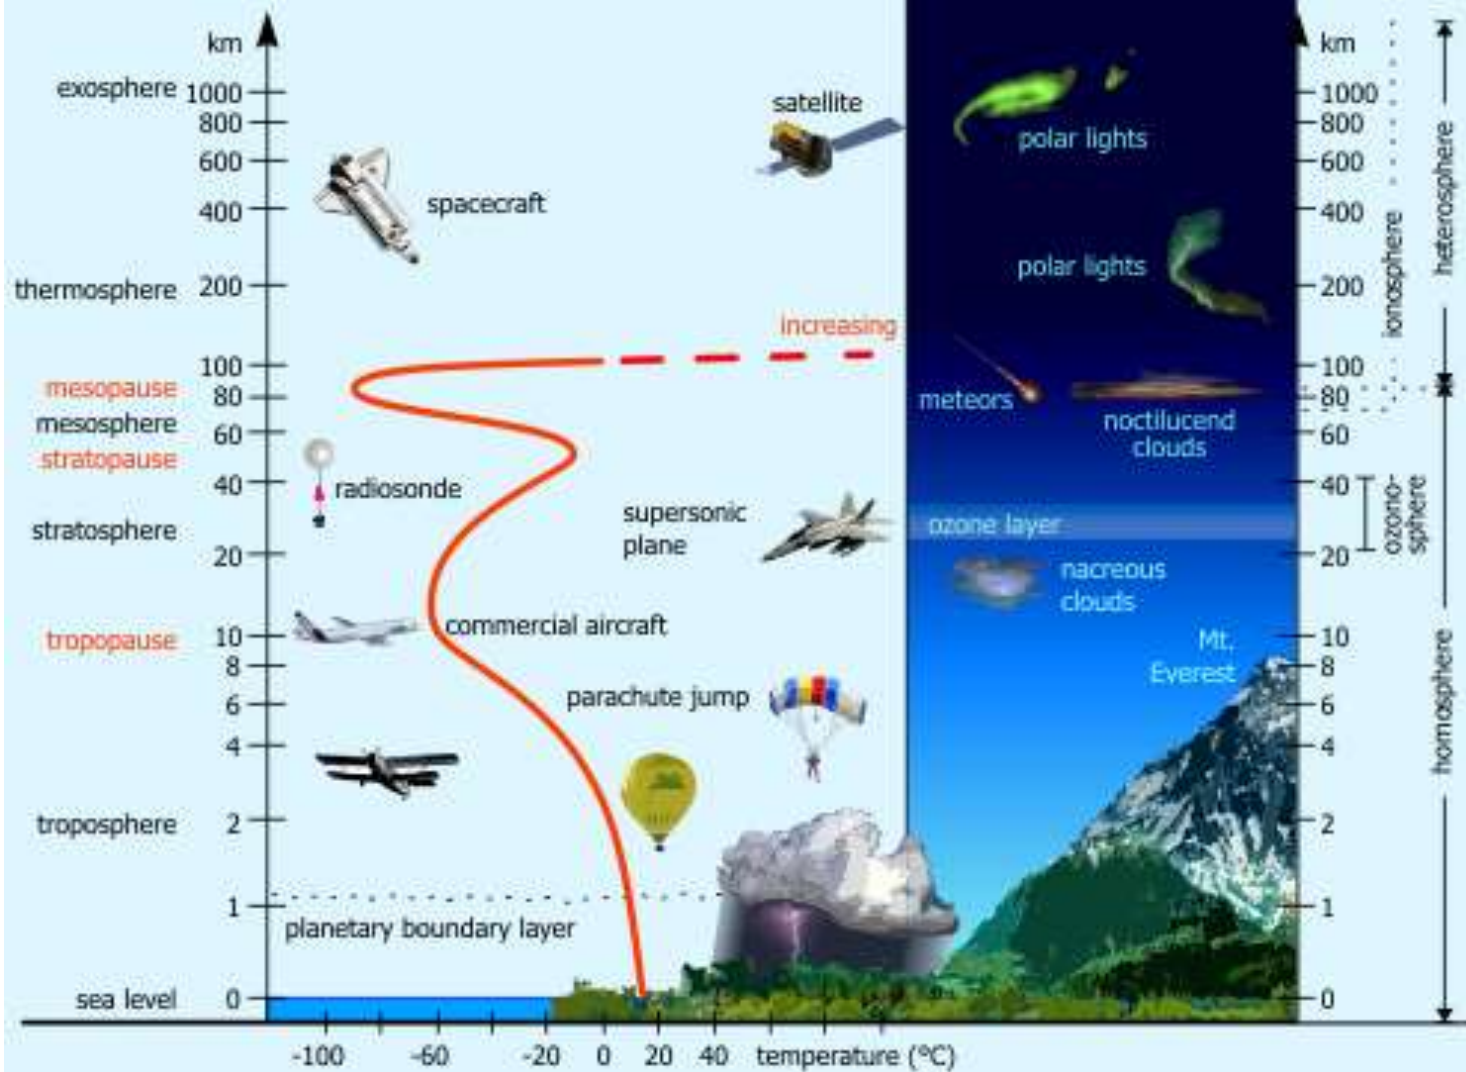 km
exosphere
1000
800
600
400
thermosphere
200
100
mesopause
80
mesosphere
60
stratopause
40
stratosphere
20
tropopause
10
8
6
4
troposphere
2
1
sea level
0
satellite
spacecraft
increasing
radiosonde
supersonic
plane
commercial aircraft
parachute jump
planetary boundary layer
polar lights
polar lights
meteors
noctilucend
clouds
ozone layer
nacreous
clouds
Mt.
Everest
km
1000
800
600
400
200
100
80
60
40
20
10
8
6
4
2
1
0
ionosphere
ozono-
sphere
heterosphere
homosphere
-100
-60
-20
0
20
40
temperature (°C)